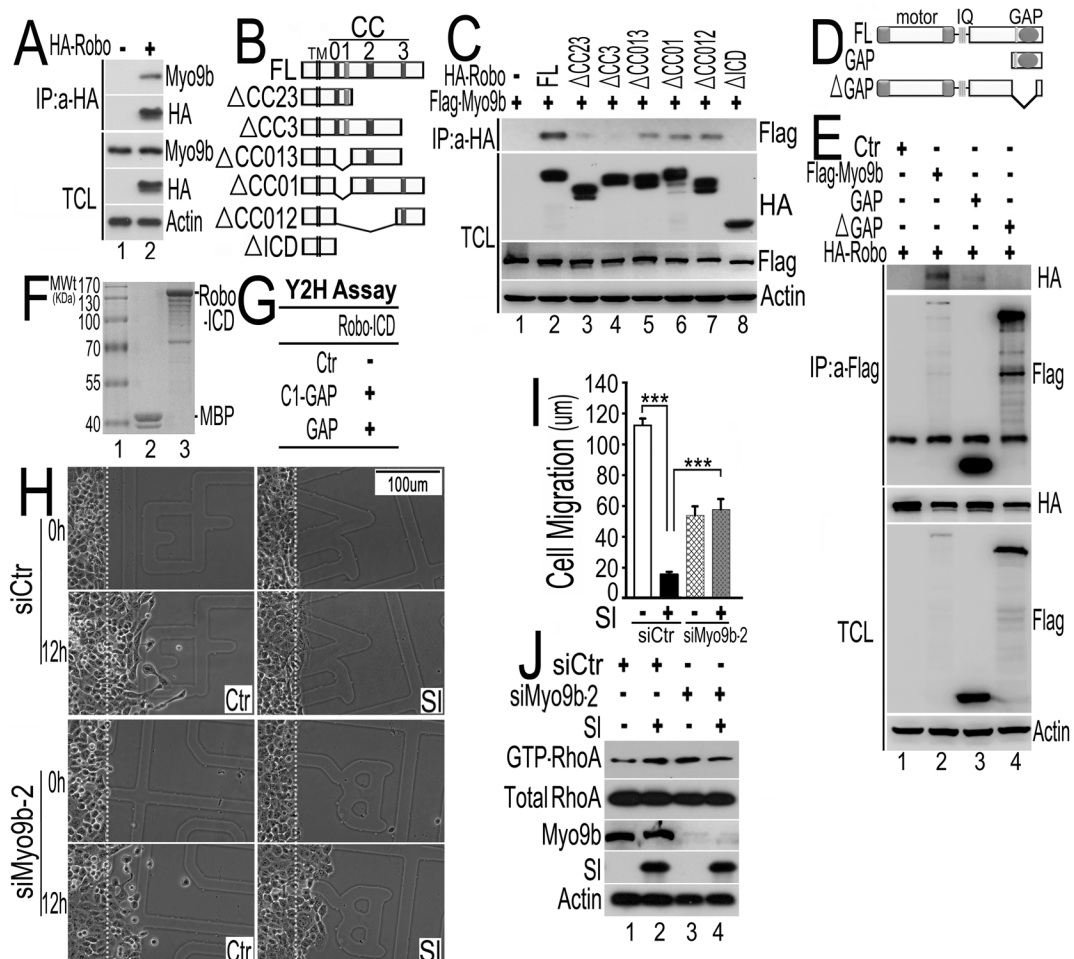 A
HA-Robo - +
IP:a-HA
Myo9b
HA
TCL
Myo9b
HA
Actin
1 2
B
CC
TM 01 2 3
FL
△CC23
△CC3
△CC013
△CC01
△CC012
△ICD
C
HA-Robo - FL △CC23 △CC3 △CC013 △CC01 △CC012 △ICD
Flag-Myo9b + + + + + + + +
IP:a-HA Flag
TCL
HA
Flag
Actin
1 2 3 4 5 6 7 8
D
motor IQ GAP
FL
GAP
△GAP
E
Ctr + - - -
Flag-Myo9b - + - -
GAP - - + -
△GAP - - - +
HA-Robo + + + +
IP:a-Flag
HA
Flag
TCL
HA
Flag
Actin
1 2 3 4
F
MWt
(KDa)
170
130
100
70
55
40
-Robo
-ICD
-MBP
1 2 3
G
Y2H Assay
Robo-ICD
Ctr -
C1-GAP +
GAP +
H
100um
siCtr
0h
12h
Ctr SI
siMyo9b-2
0h
12h
Ctr SI
I
Cell Migration (um)
140
120
100
80
60
40
20
0
***
***
SI - + - +
siCtr siMyo9b-2
J
siCtr + + - -
siMyo9b-2 - - + +
SI - + - +
GTP-RhoA
Total RhoA
Myo9b
SI
Actin
1 2 3 4